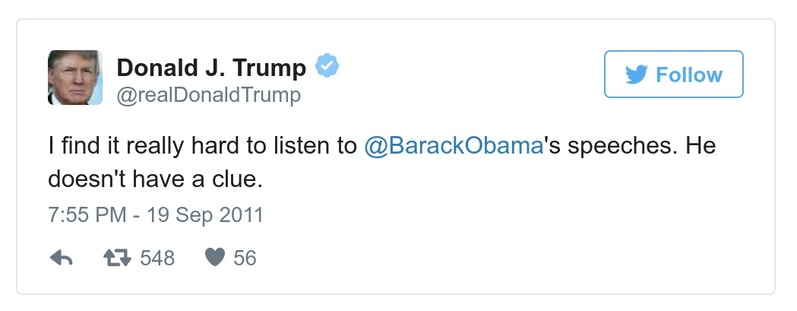 Donald J. Trump
@realDonaldTrump
Follow
I find it really hard to listen to @BarackObama's speeches. He
doesn't have a clue.
7:55 PM - 19 Sep 2011
548 56